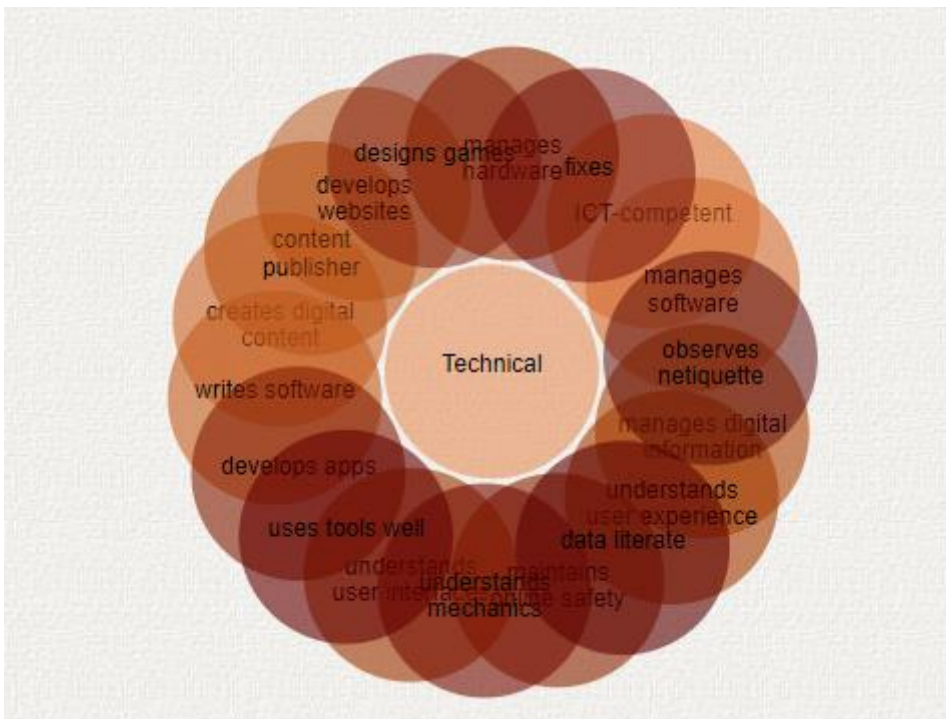 manages
hardware
fixes
ICT-competent
manages
software
observes
netiquette
manages digital
information
understands
user experience
data literate
maintains
online safety
understands
mechanics
understands
user interface
uses tools well
develops apps
writes software
creates digital
content
content
publisher
develops
websites
designs games
Technical